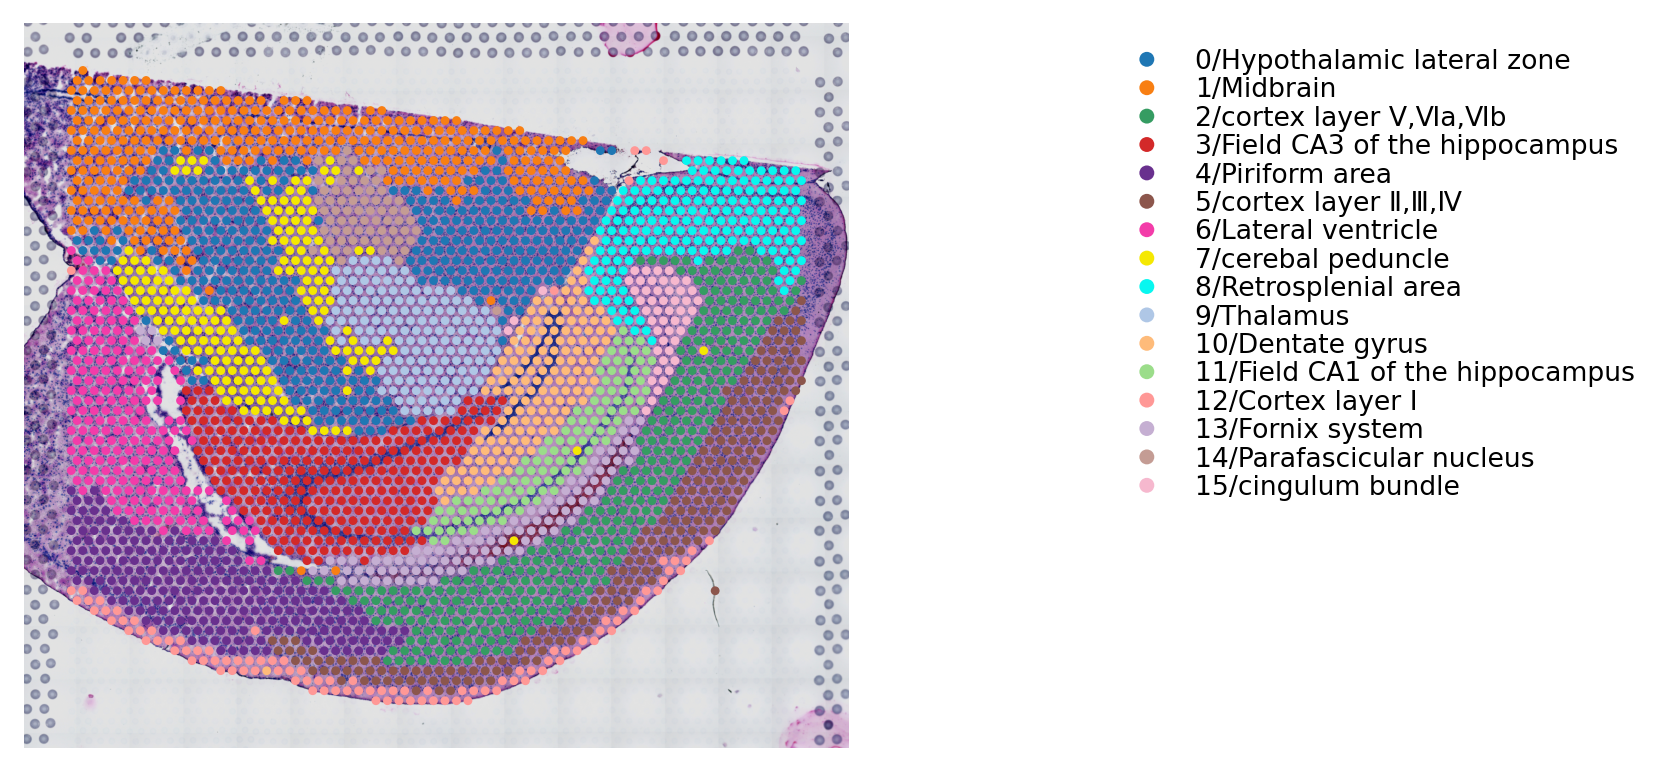 0/Hypothalamic lateral zone
1/Midbrain
2/cortex layer Ⅴ,Ⅵa,Ⅵb
3/Field CA3 of the hippocampus
4/Piriform area
5/cortex layer Ⅱ,Ⅲ,Ⅳ
6/Lateral ventricle
7/cerebal peduncle
8/Retrosplenial area
9/Thalamus
10/Dentate gyrus
11/Field CA1 of the hippocampus
12/Cortex layer Ⅰ
13/Fornix system
14/Parafascicular nucleus
15/cingulum bundle